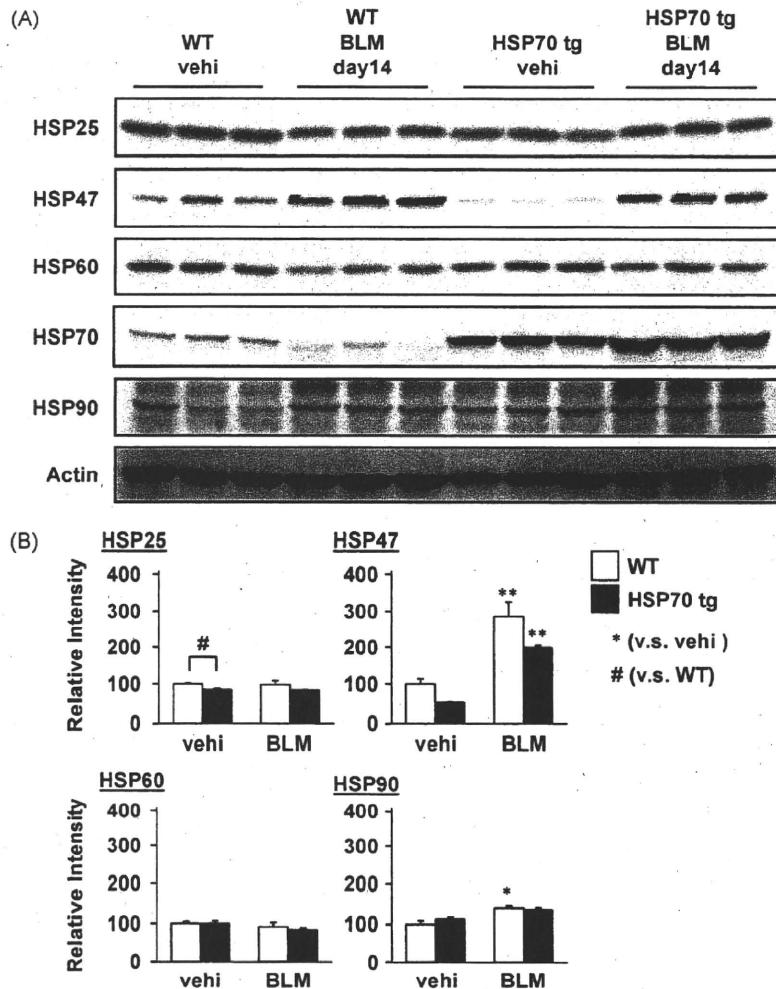 (A)
WT
vehi
WT
BLM
day14
HSP70 tg
vehi
HSP70 tg
BLM
day14
HSP25
HSP47
HSP60
HSP70
HSP90
Actin
(B)
HSP25
Relative Intensity
400
300
200
100
0
#
vehi BLM
HSP47
400
300
200
100
0
**
**
vehi BLM
WT
HSP70 tg
* (v.s. vehi )
# (v.s. WT)
HSP60
Relative Intensity
400
300
200
100
0
vehi BLM
HSP90
400
300
200
100
0
*
vehi BLM